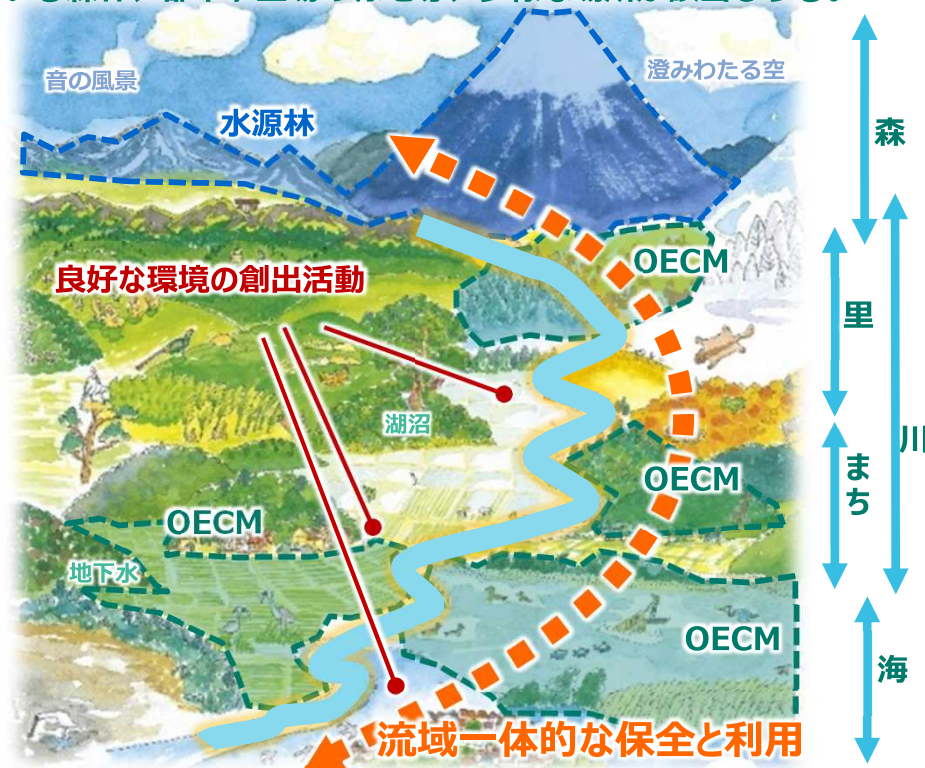 音の風景
澄みわたる空
水源林
森
OECM
良好な環境の創出活動
里
湖沼
川
OECM
まち
OECM
地下水
OECM
海
流域一体的な保全と利用